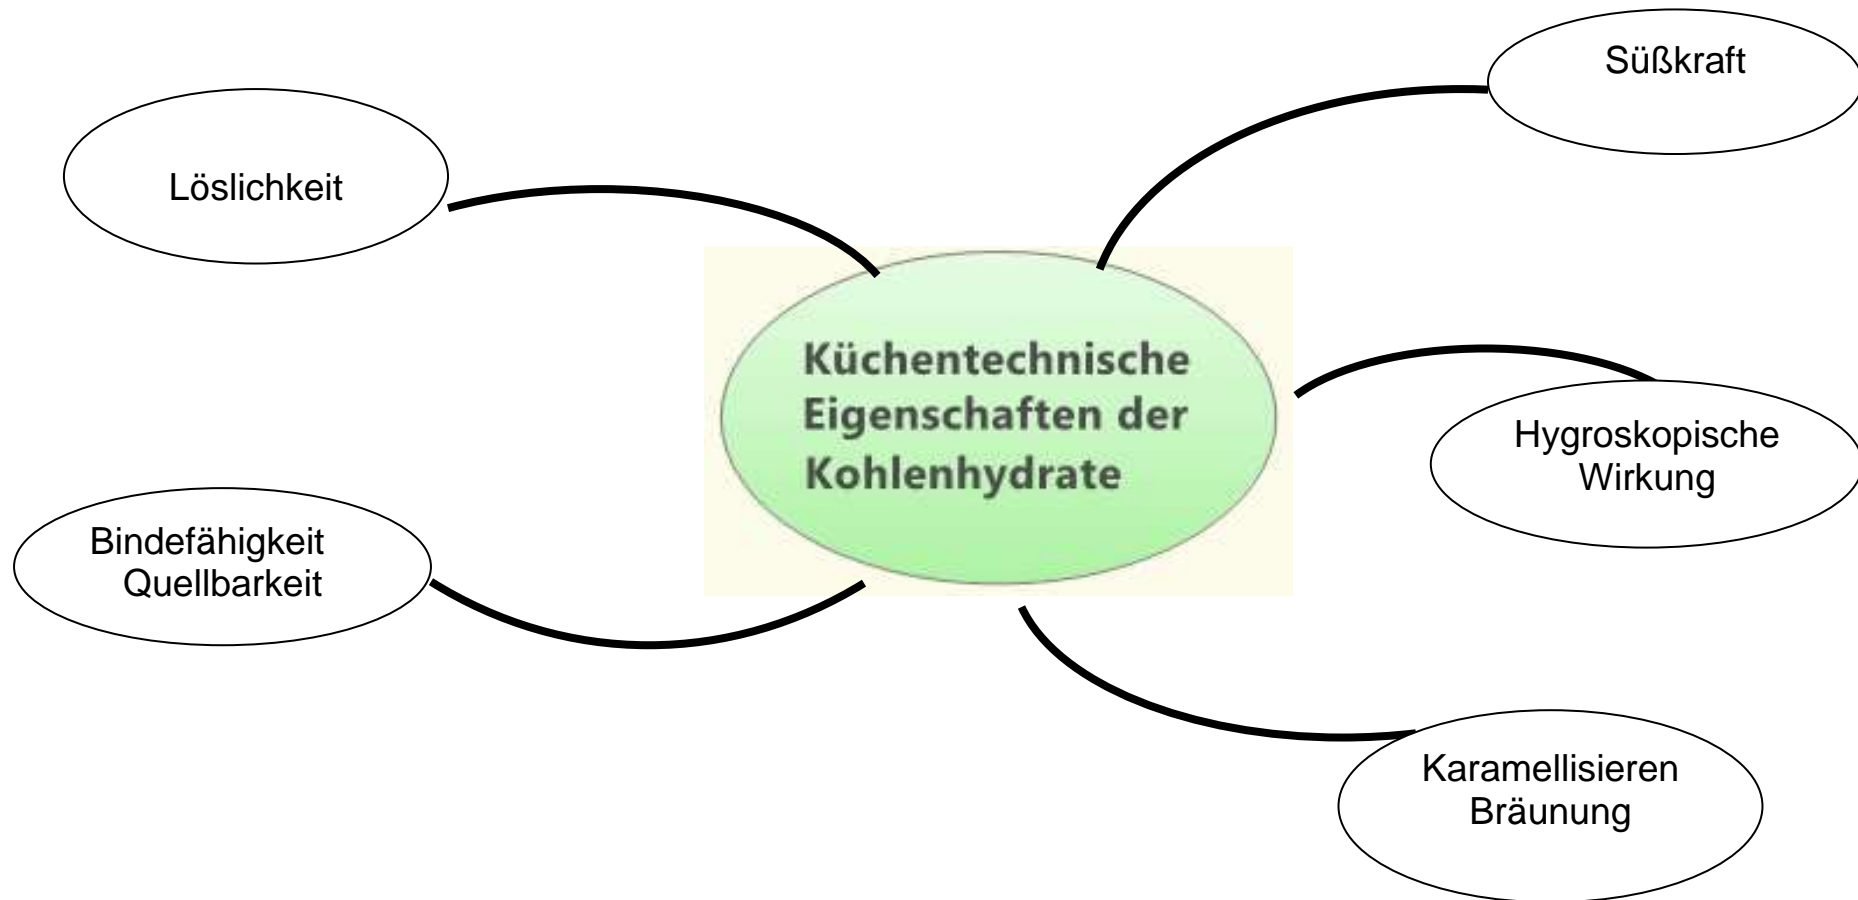 Süßkraft
Löslichkeit
Küchentechnische
Eigenschaften der
Kohlenhydrate
Hygroskopische
Wirkung
Bindefähigkeit
Quellbarkeit
Karamellisieren
Bräunung